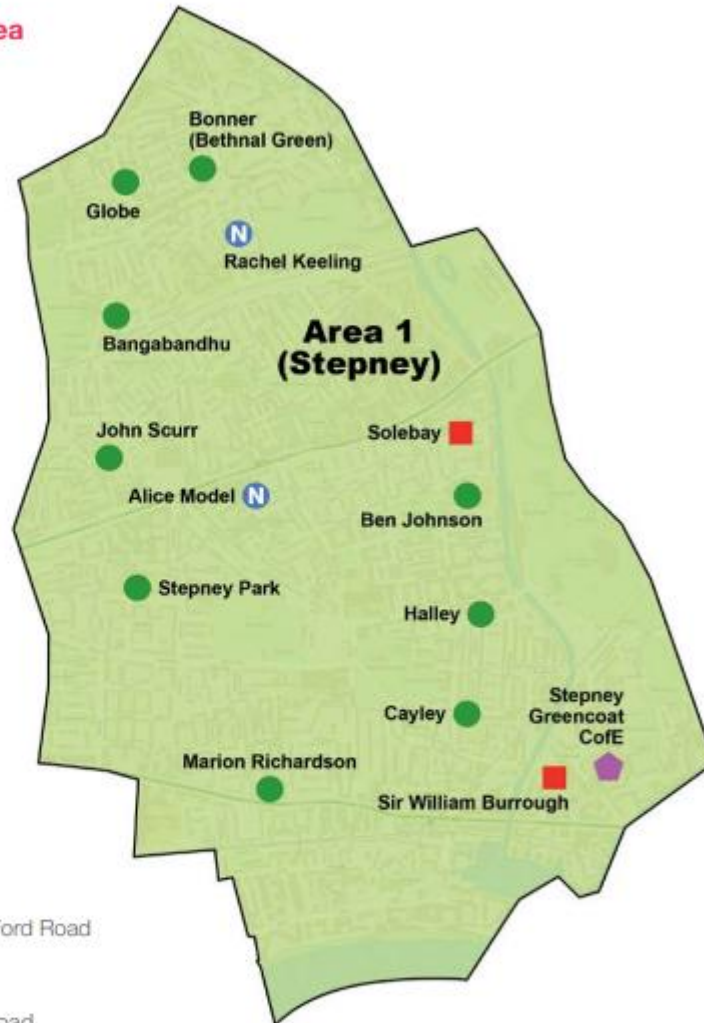 ea
Bonner
(Bethnal Green)
Globe
N
Rachel Keeling
Bangabandhu
Area 1
(Stepney)
John Scurr
Solebay
Alice Model N
Ben Johnson
Stepney Park
Halley
Cayley
Stepney
Greencoat
CofE
Marion Richardson
Sir William Burrough
ford Road
oad